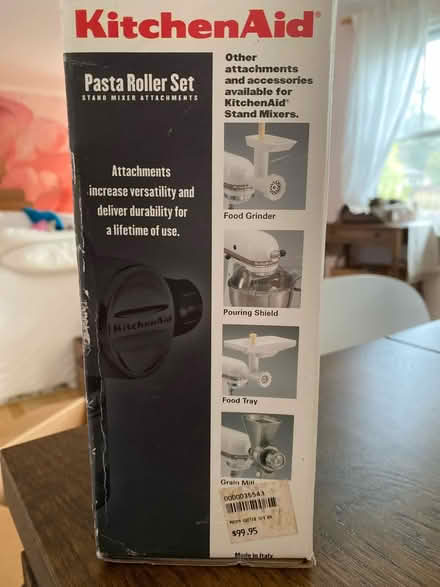 KitchenAid®
Pasta Roller Set
STAND MIXER ATTACHMENTS
Attachments
increase versatility and
deliver durability for
a lifetime of use.
KitchenAid
Other
attachments
and accessories
available for
KitchenAid®
Stand Mixers.
Food Grinder
Pouring Shield
Food Tray
Grain Mill
0000035543
$99.95
Made in Italy